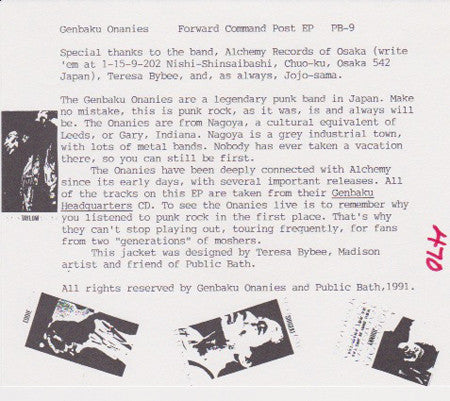 Genbaku Onanies Forward Command Post EP PB-9
Special thanks to the band, Alchemy Records of Osaka (write
'em at 1-15-9-202 Nishi-Shinsaibashi, Chuo-ku, Osaka 542
Japan), Teresa Bybee, and, as always, Jojo-sama.
The Genbaku Onanies are a legendary punk band in Japan. Make
no mistake, this is punk rock, as it was, is and always will
be. The Onanies are from Nagoya, a cultural equivalent of
Leeds, or Gary, Indiana. Nagoya is a grey industrial town,
with lots of metal bands. Nobody has ever taken a vacation
there, so you can still be first.
The Onanies have been deeply connected with Alchemy
since its early days, with several important releases. All
of the tracks on this EP are taken from their Genbaku
Headquarters CD. To see the Onanies live is to remember why
you listened to punk rock in the first place. That's why
they can't stop playing out, touring frequently, for fans
from two "generations" of moshers.
This jacket was designed by Teresa Bybee, Madison
artist and friend of Public Bath.
All rights reserved by Genbaku Onanies and Public Bath,1991.
TAYLOW
EDDIE
470